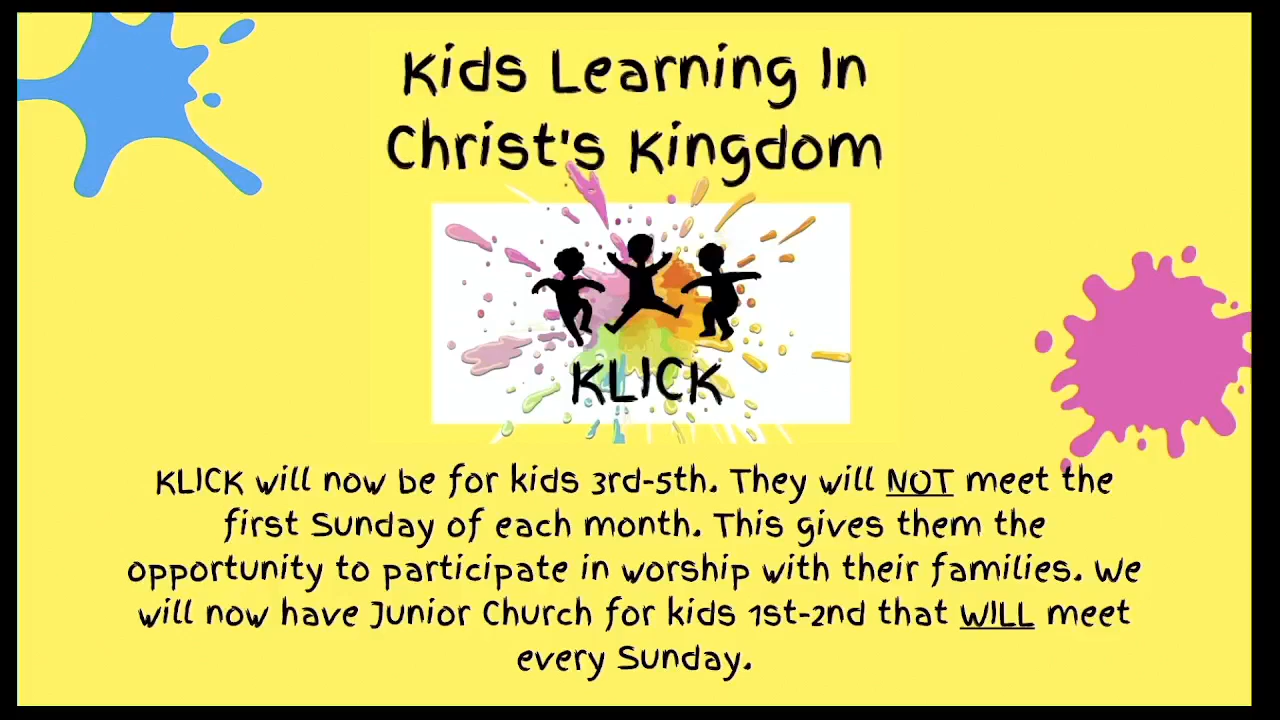 Kids Learning In
Christ's Kingdom
KLICK
KLICK will now be for kids 3rd-5th. They will NOT meet the
first Sunday of each month. This gives them the
opportunity to participate in worship with their families. We
will now have Junior Church for kids 1st-2nd that WILL meet
every Sunday.